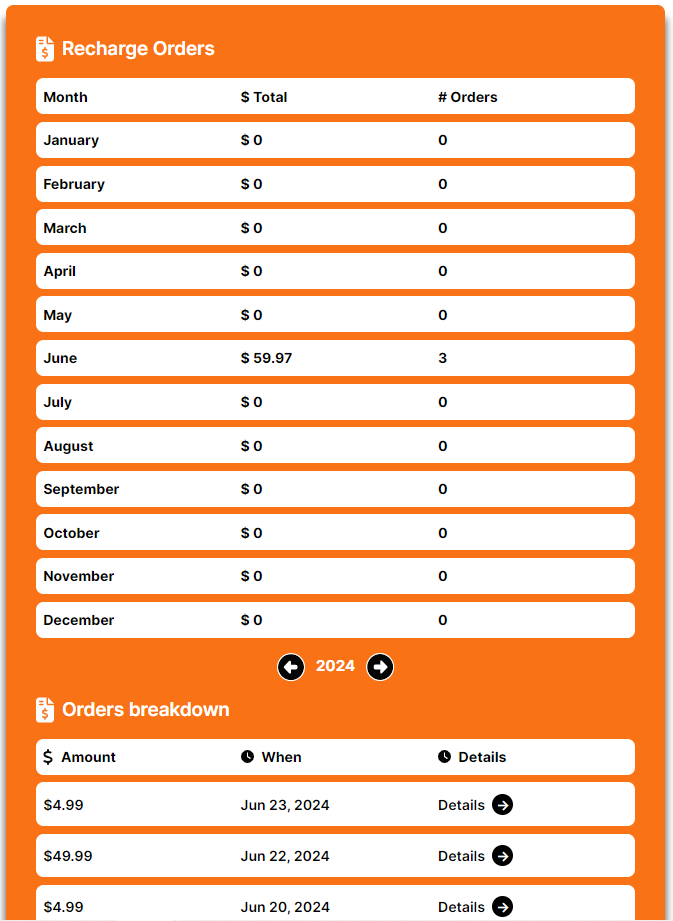 Recharge Orders
Month $ Total # Orders
January $ 0 0
February $ 0 0
March $ 0 0
April $ 0 0
May $ 0 0
June $ 59.97 3
July $ 0 0
August $ 0 0
September $ 0 0
October $ 0 0
November $ 0 0
December $ 0 0
2024
Orders breakdown
$ Amount When Details
$4.99 Jun 23, 2024 Details
$49.99 Jun 22, 2024 Details
$4.99 Jun 20, 2024 Details